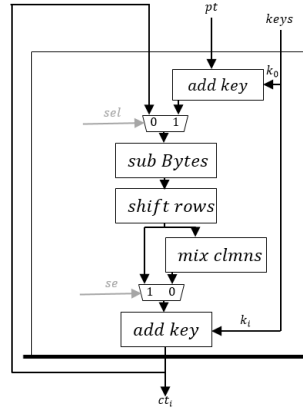 pt
keys
k₀
add key
sel
0 1
sub Bytes
shift rows
mix clmns
se
1 0
add key
kᵢ
ctᵢ